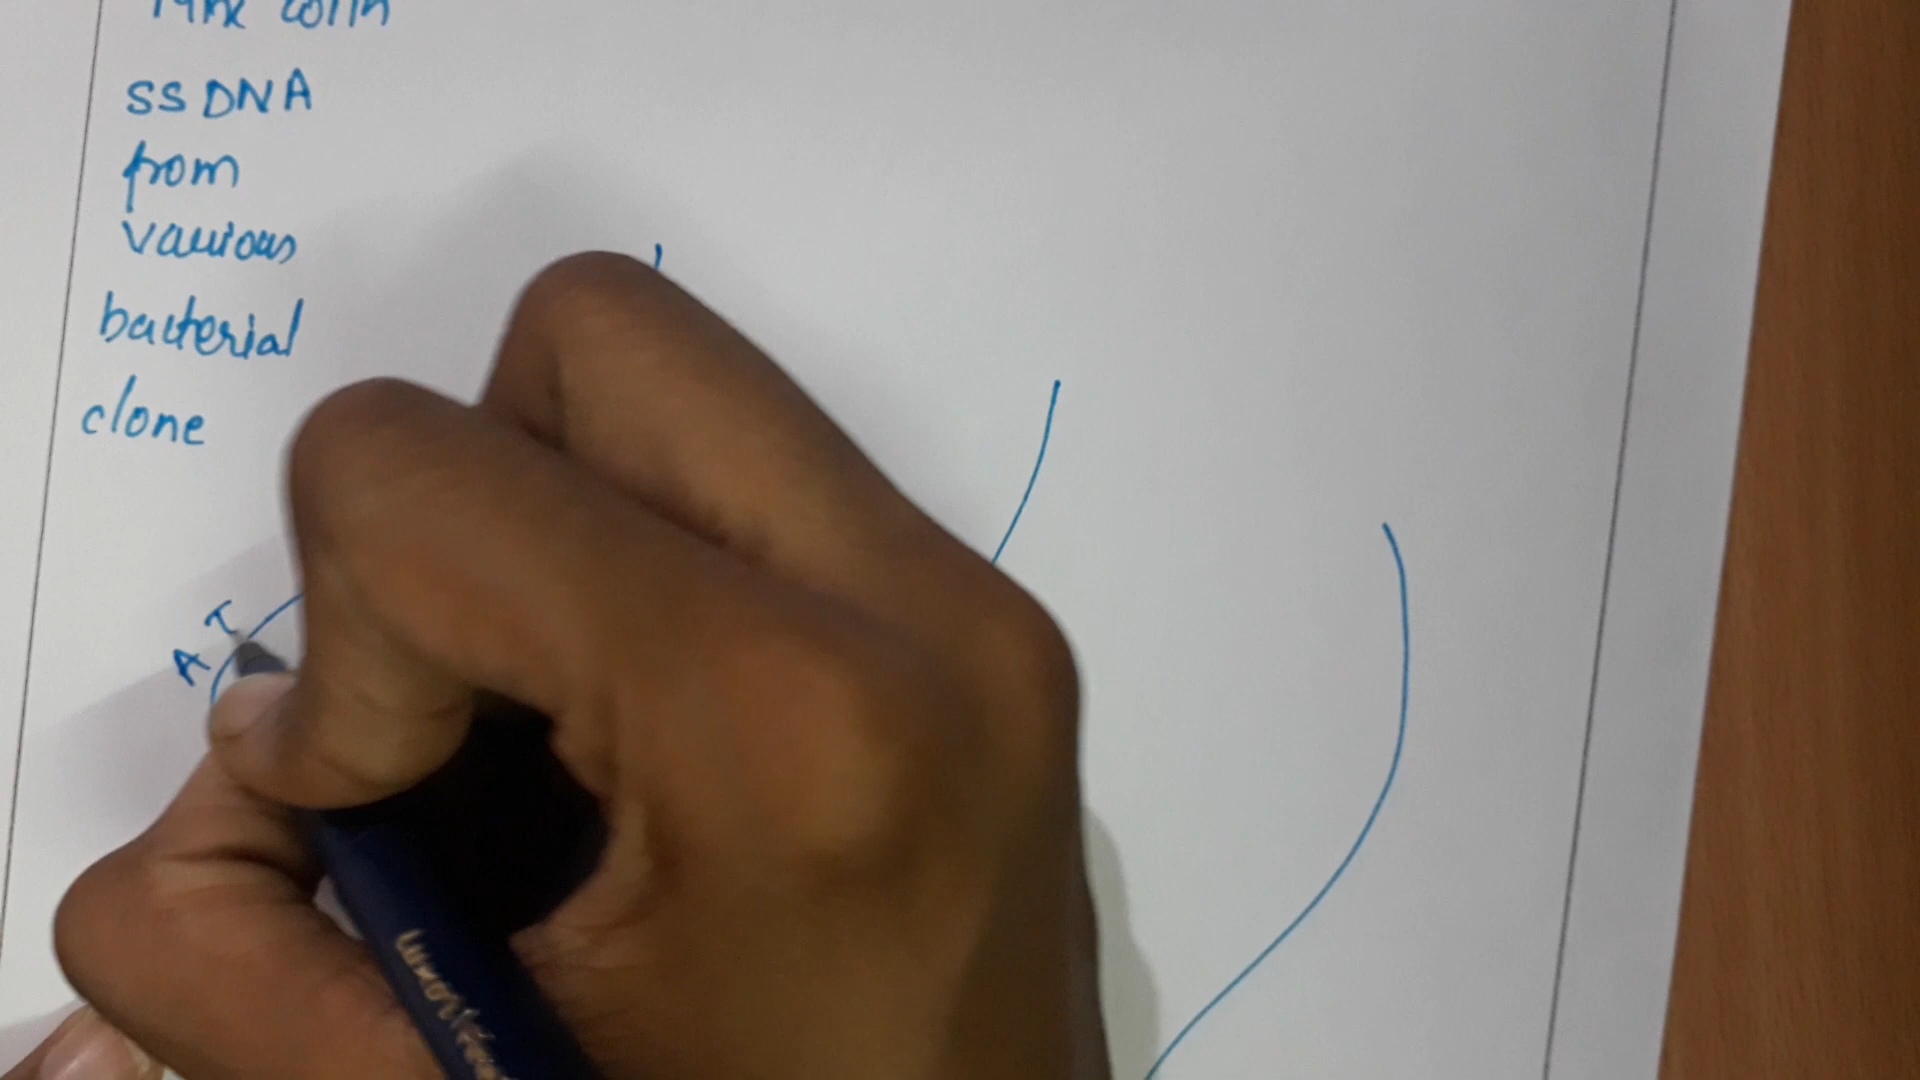 SS DNA
from
various
bacterial
clone
T
A